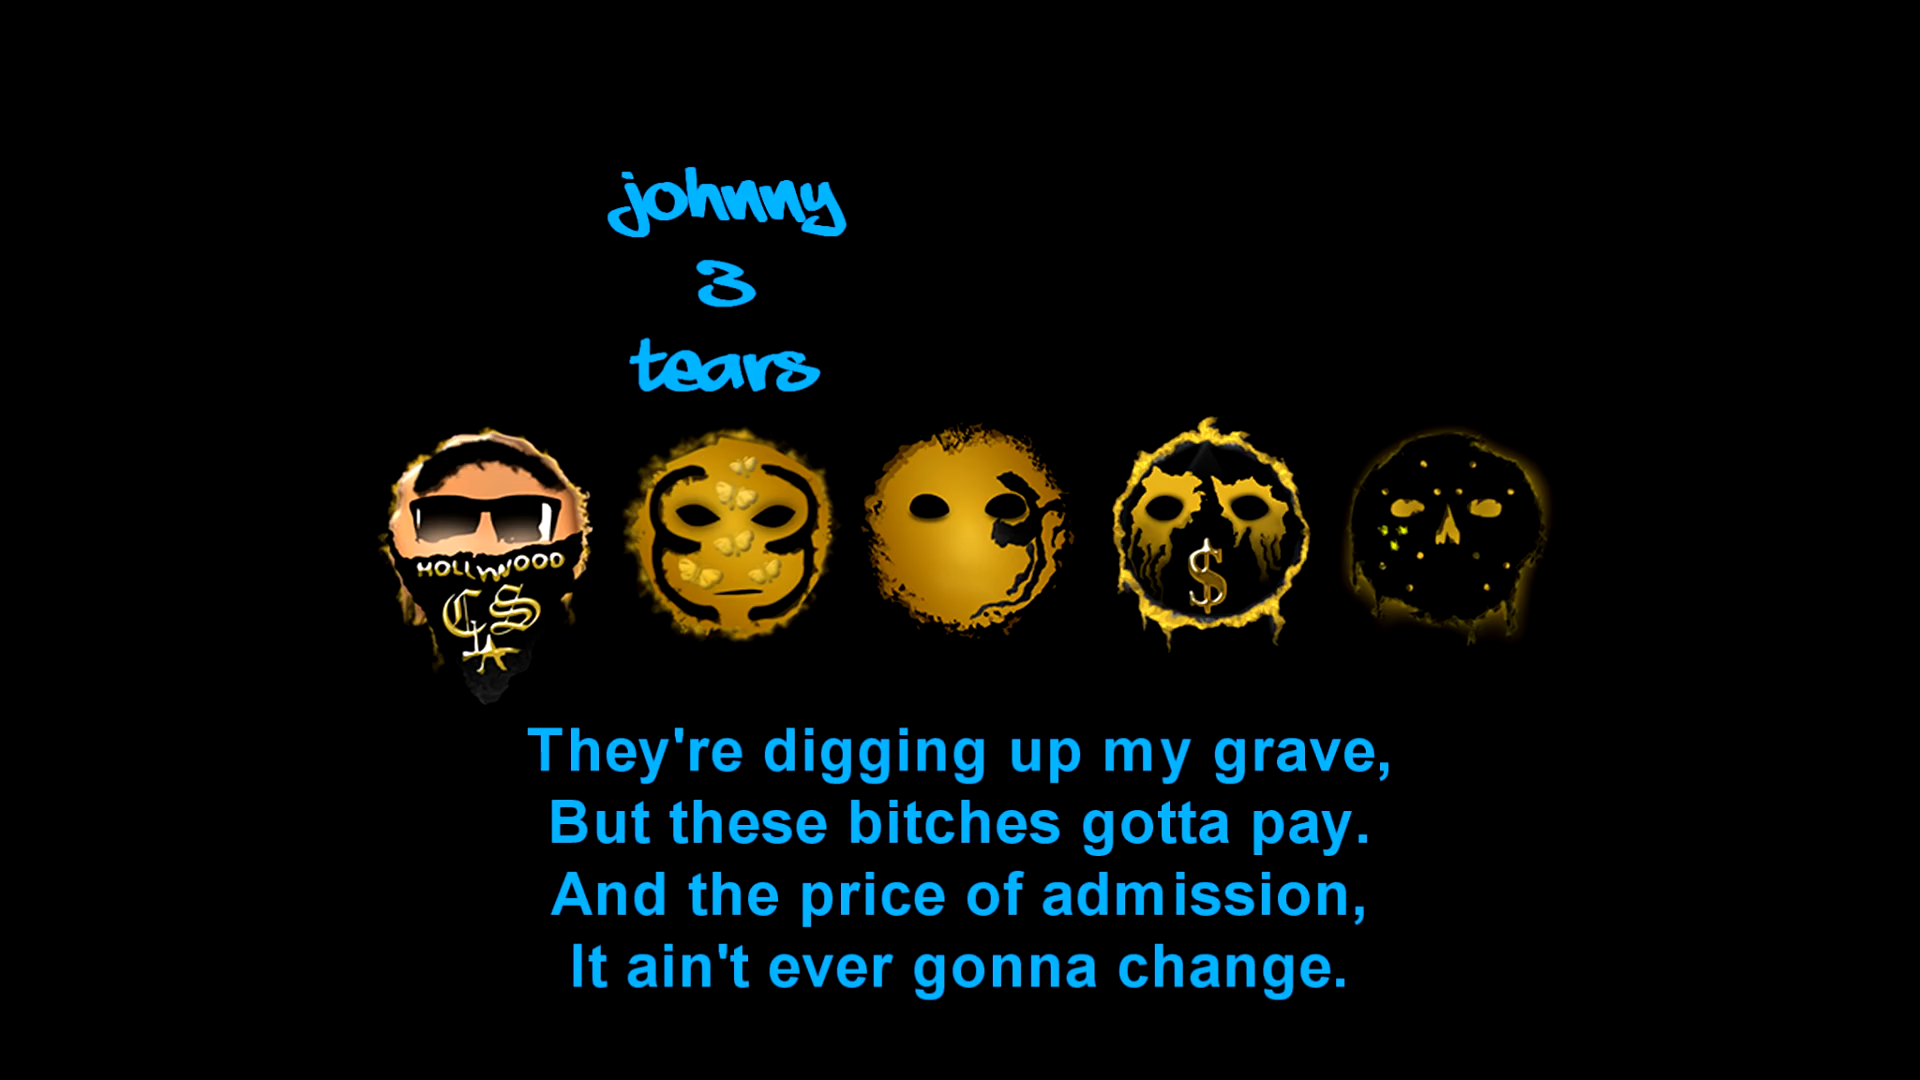 johnny
3
tears
HOLLYWOOD
CS
LA
$
They're digging up my grave,
But these bitches gotta pay.
And the price of admission,
It ain't ever gonna change.